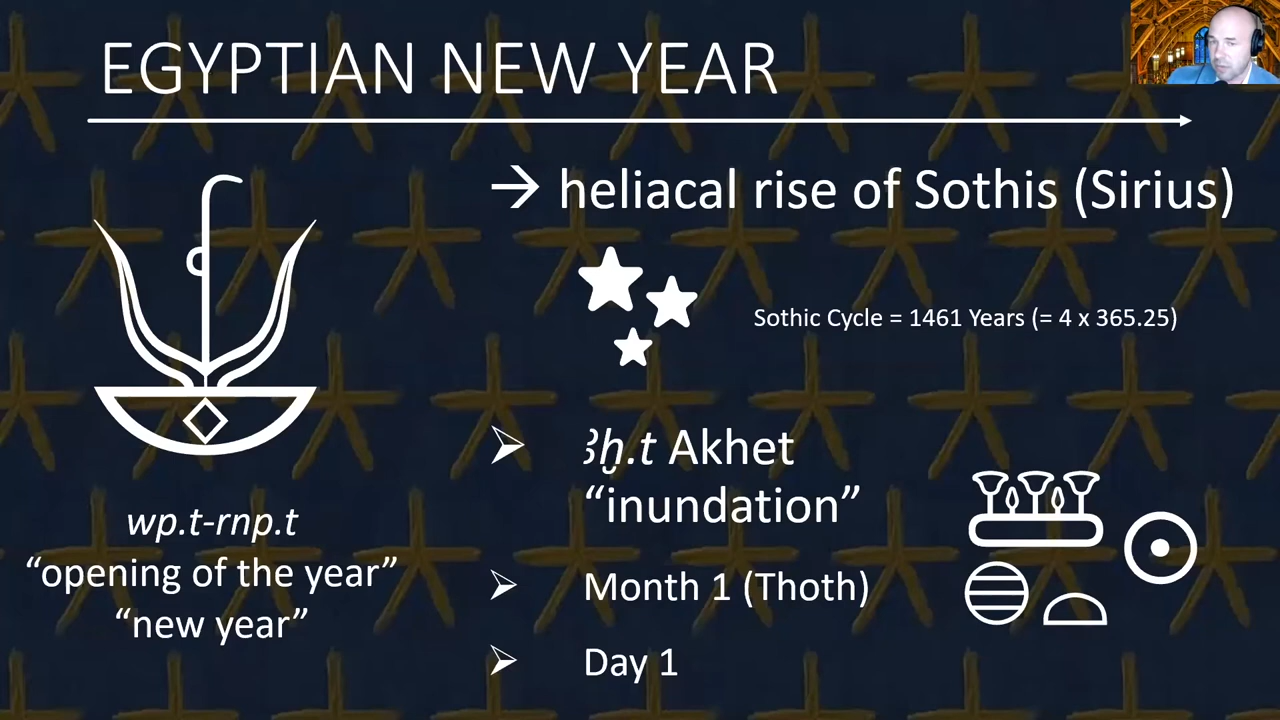 EGYPTIAN NEW YEAR
→ heliacal rise of Sothis (Sirius)
Sothic Cycle = 1461 Years (= 4 x 365.25)
wp.t-rnp.t
“opening of the year”
“new year”
➢ ꜣḫ.t Akhet
“inundation”
➢ Month 1 (Thoth)
➢ Day 1